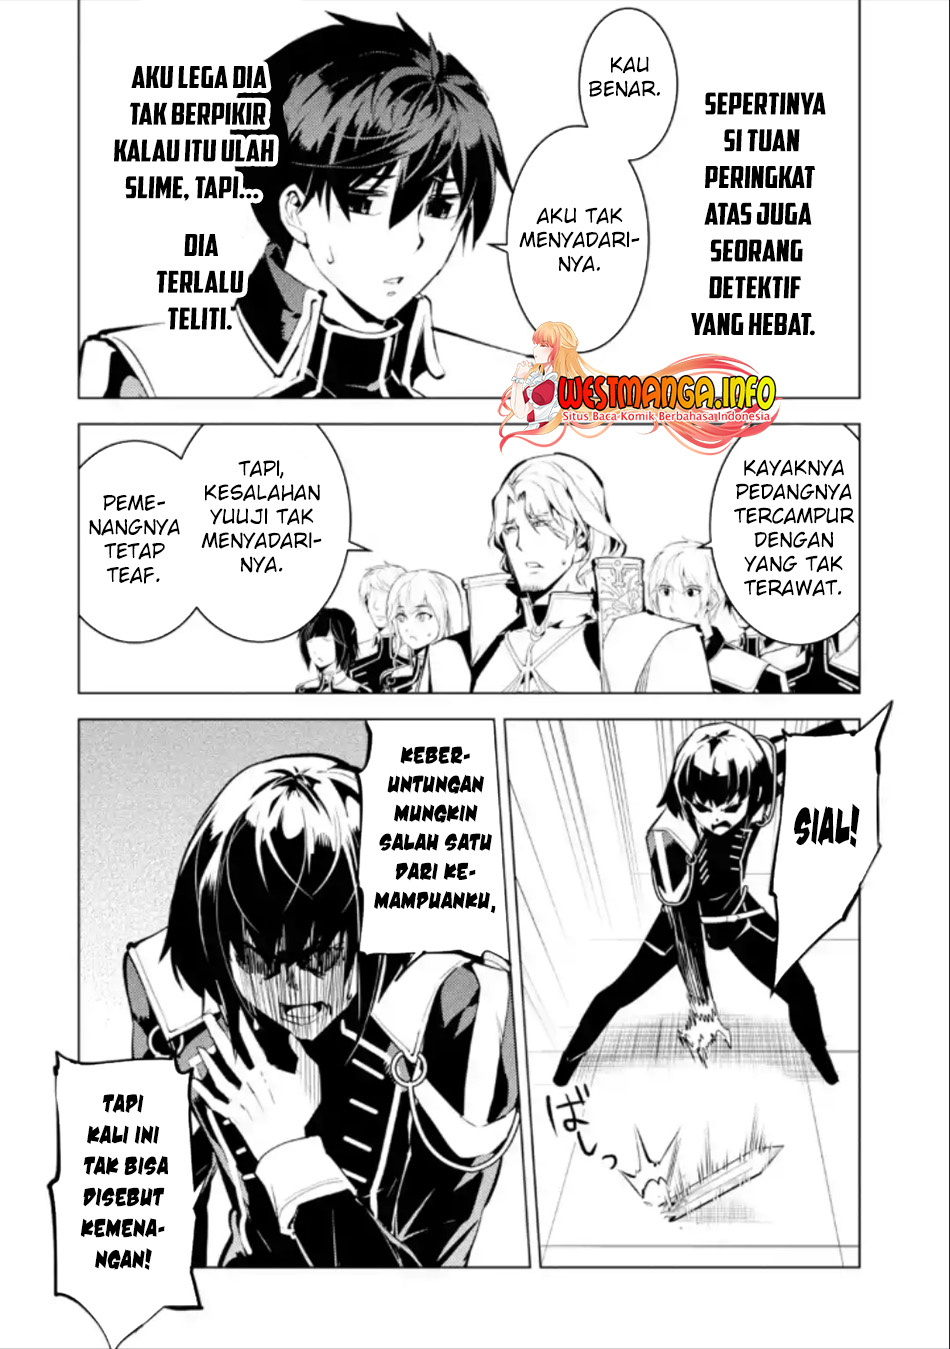 SEPERTINYA
SI TUAN
PERINGKAT
ATAS JUGA
SEORANG
DETEKTIF
YANG HEBAT.
KAU
BENAR.
AKU TAK
MENYADARI-
NYA.
AKU LEGA DIA
TAK BERPIKIR
KALAU ITU ULAH
SLIME, TAPI...
DIA
TERLALU
TELITI.
WESTMANGA.INFO
Situs Baca Komik Berbahasa Indonesia
KAYAKNYA
PEDANGNYA
TERCAMPUR
DENGAN
YANG TAK
TERAWAT.
TAPI,
KESALAHAN
YUUJI TAK
MENYADARI-
NYA.
PEME-
NANGNYA
TETAP
TEAF.
SIAL!
ばしっ
KEBER-
UNTUNGAN
MUNGKIN
SALAH SATU
DARI KE-
MAMPUANKU,
TAPI
KALI INI
TAK BISA
DISEBUT
KEMENA-
NGAN!